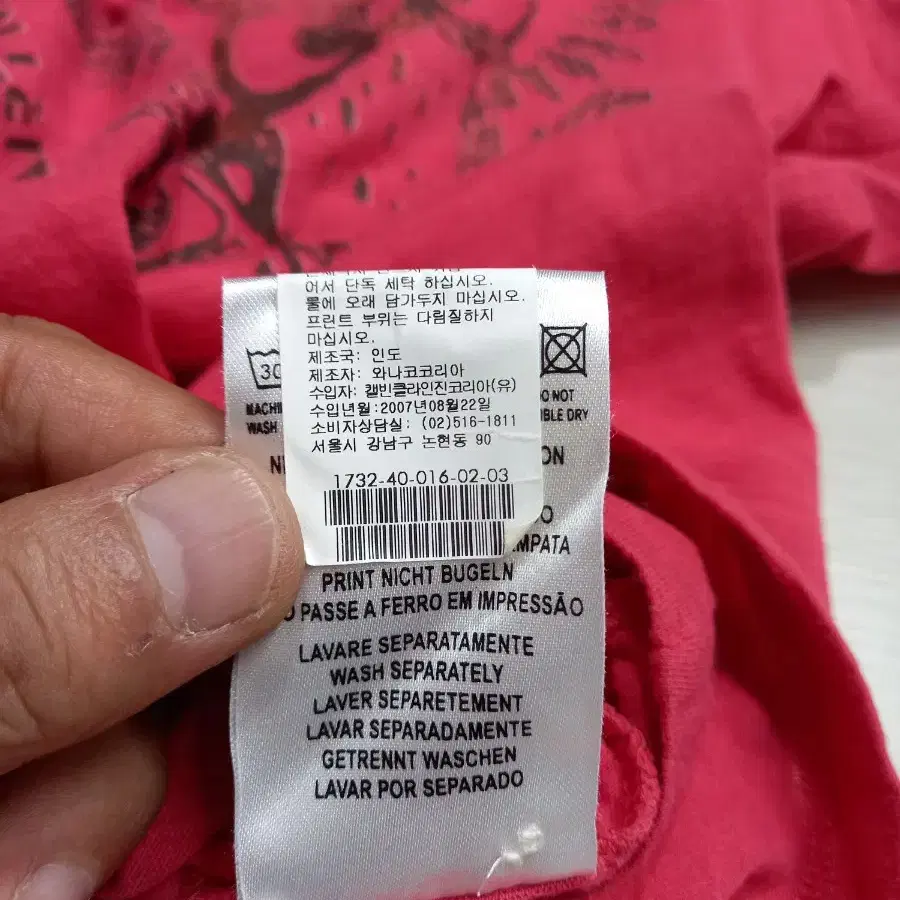 어서 단독 세탁 하십시오.
물에 오래 담가두지 마십시오.
프린트 부위는 다림질하지
마십시오.
제조국: 인도
제조자: 와나코코리아
수입자: 캘빈클라인진코리아(유)
수입년월:2007년08월22일
소비자상담실: (02)516-1811
서울시 강남구 논현동 90
1732-40-016-02-03
30
WASH
DO NOT
DRY
PRINT NICHT BUGELN
PASSE A FERRO EM IMPRESSÃO
LAVARE SEPARATAMENTE
WASH SEPARATELY
LAVER SEPARETEMENT
LAVAR SEPARADAMENTE
GETRENNT WASCHEN
LAVAR POR SEPARADO